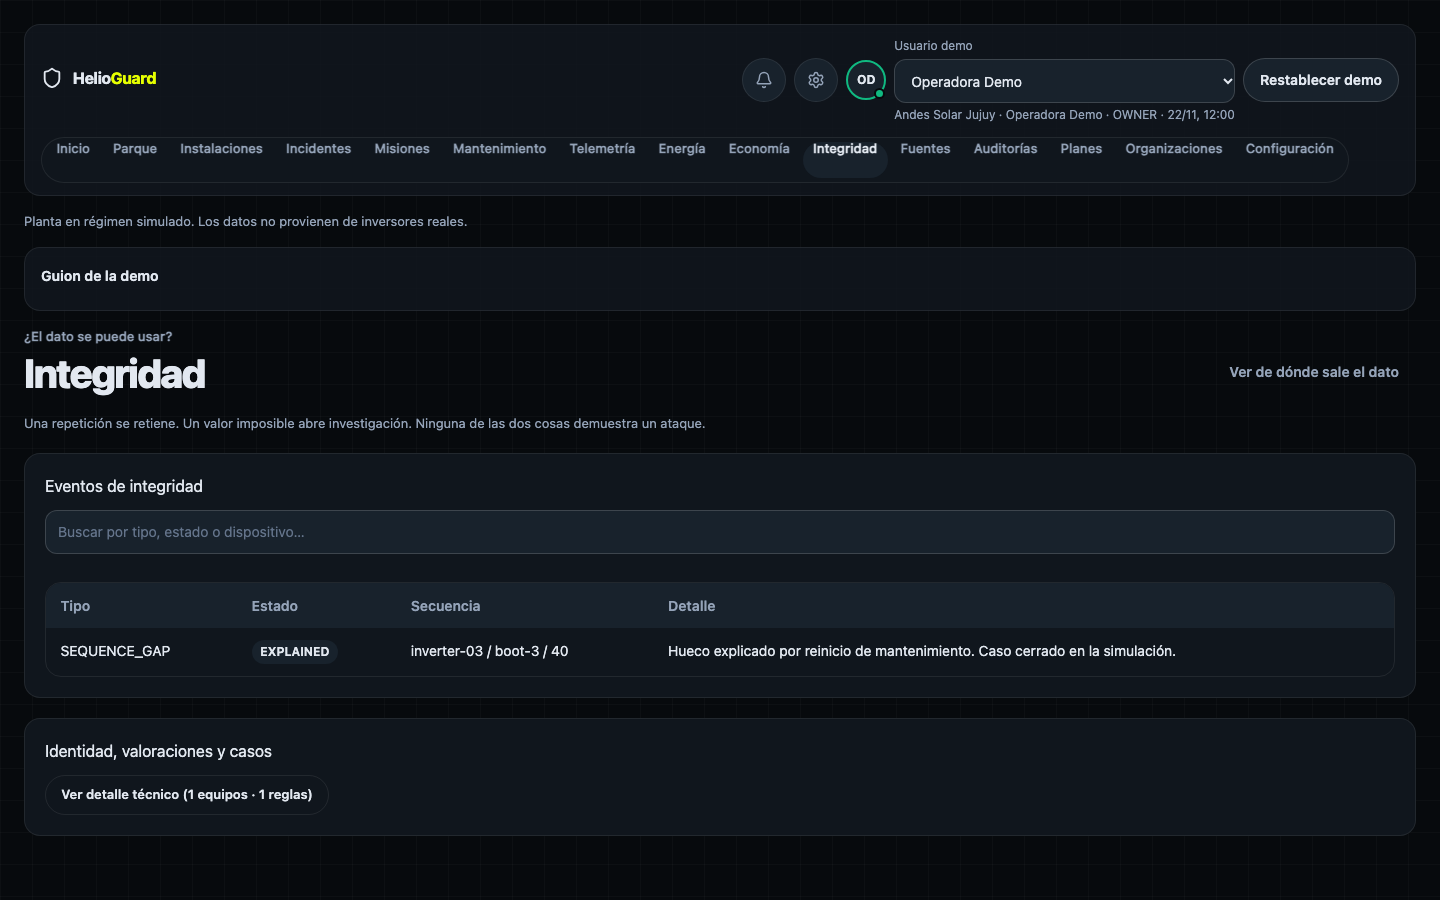 HelioGuard
OD
Usuario demo
Operadora Demo
Restablecer demo
Andes Solar Jujuy · Operadora Demo · OWNER · 22/11, 12:00
Inicio Parque Instalaciones Incidentes Misiones Mantenimiento Telemetría Energía Economía Integridad Fuentes Auditorías Planes Organizaciones Configuración
Planta en régimen simulado. Los datos no provienen de inversores reales.
Guion de la demo
¿El dato se puede usar?
Integridad
Ver de dónde sale el dato
Una repetición se retiene. Un valor imposible abre investigación. Ninguna de las dos cosas demuestra un ataque.
Eventos de integridad
Buscar por tipo, estado o dispositivo...
Tipo Estado Secuencia Detalle
SEQUENCE_GAP EXPLAINED inverter-03 / boot-3 / 40 Hueco explicado por reinicio de mantenimiento. Caso cerrado en la simulación.
Identidad, valoraciones y casos
Ver detalle técnico (1 equipos · 1 reglas)